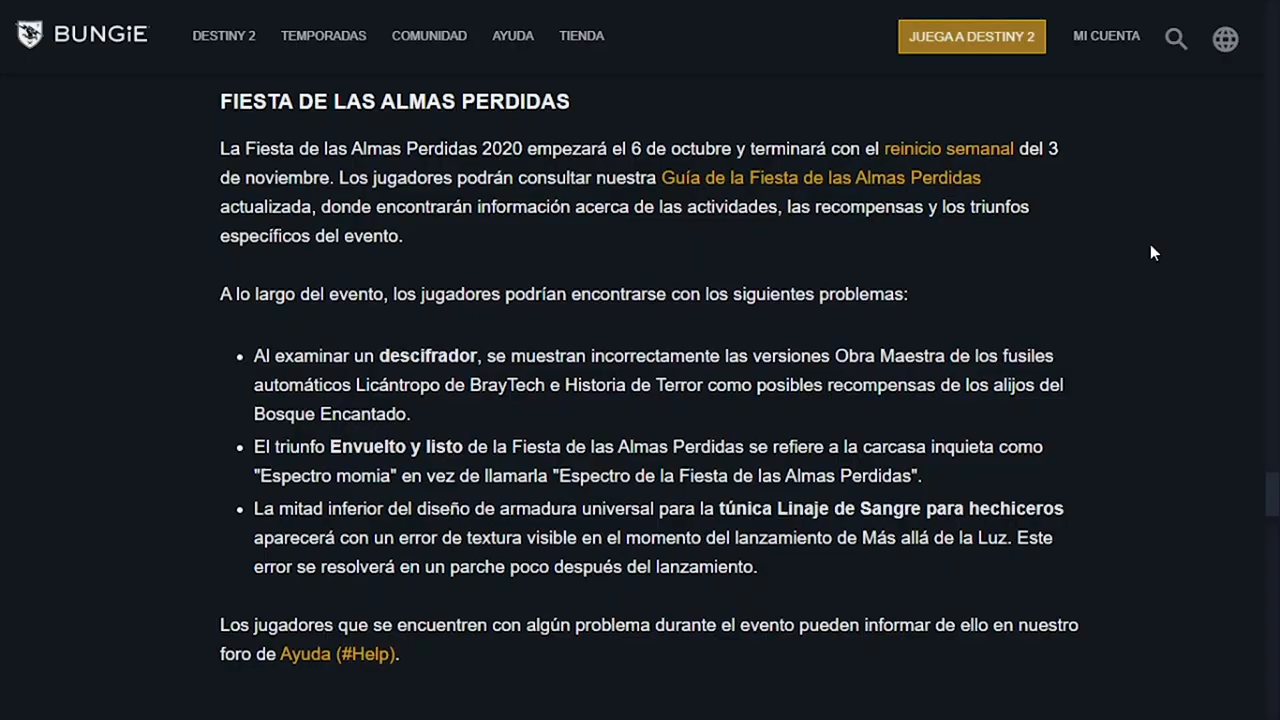 BUNGiE
DESTINY 2
TEMPORADAS
COMUNIDAD
AYUDA
TIENDA
JUEGA A DESTINY 2
MI CUENTA
FIESTA DE LAS ALMAS PERDIDAS
La Fiesta de las Almas Perdidas 2020 empezará el 6 de octubre y terminará con el reinicio semanal del 3
de noviembre. Los jugadores podrán consultar nuestra Guía de la Fiesta de las Almas Perdidas
actualizada, donde encontrarán información acerca de las actividades, las recompensas y los triunfos
específicos del evento.
A lo largo del evento, los jugadores podrían encontrarse con los siguientes problemas:
• Al examinar un descifrador, se muestran incorrectamente las versiones Obra Maestra de los fusiles
automáticos Licántropo de BrayTech e Historia de Terror como posibles recompensas de los alijos del
Bosque Encantado.
• El triunfo Envuelto y listo de la Fiesta de las Almas Perdidas se refiere a la carcasa inquieta como
"Espectro momia" en vez de llamarla "Espectro de la Fiesta de las Almas Perdidas".
• La mitad inferior del diseño de armadura universal para la túnica Linaje de Sangre para hechiceros
aparecerá con un error de textura visible en el momento del lanzamiento de Más allá de la Luz. Este
error se resolverá en un parche poco después del lanzamiento.
Los jugadores que se encuentren con algún problema durante el evento pueden informar de ello en nuestro
foro de Ayuda (#Help).